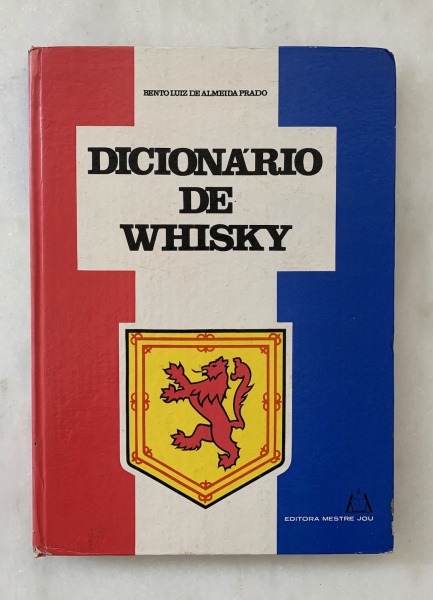 BENTO LUIZ DE ALMEIDA PRADO
DICIONÁRIO
DE
WHISKY
EDITORA MESTRE JOU